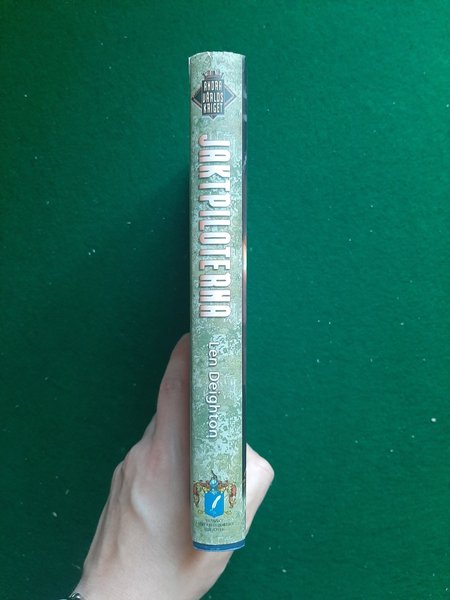 ANDRA
VÄRLDS
KRIGET
JAKTPILOTERNA
Len Deighton